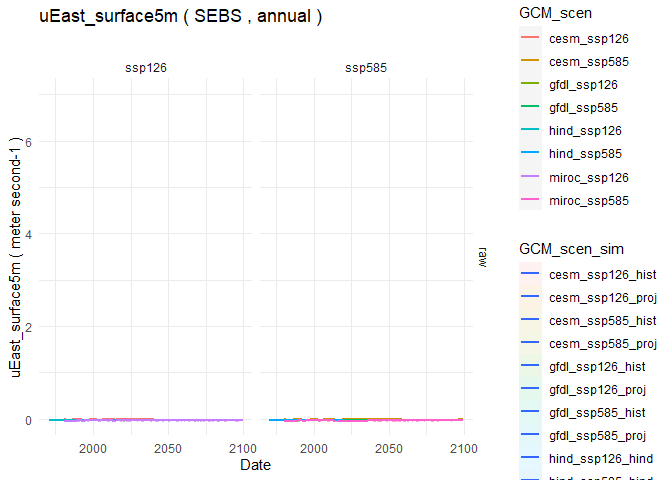 uEast_surface5m ( SEBS , annual )
ssp126
ssp585
uEast_surface5m ( meter second-1 )
6
4
2
0
raw
2000
2050
2100
2000
2050
2100
Date
GCM_scen
cesm_ssp126
cesm_ssp585
gfdl_ssp126
gfdl_ssp585
hind_ssp126
hind_ssp585
miroc_ssp126
miroc_ssp585
GCM_scen_sim
cesm_ssp126_hist
cesm_ssp126_proj
cesm_ssp585_hist
cesm_ssp585_proj
gfdl_ssp126_hist
gfdl_ssp126_proj
gfdl_ssp585_hist
gfdl_ssp585_proj
hind_ssp126_hind
hind_ssp585_hind